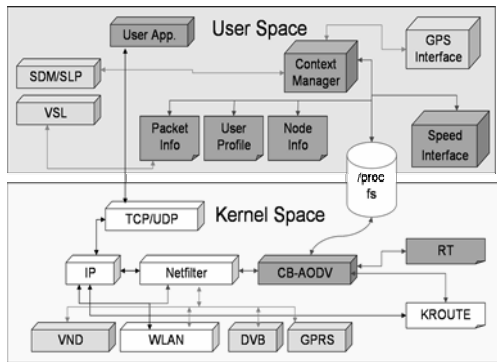 User App.
User Space
GPS
Interface
Context
Manager
SDM/SLP
VSL
Packet
Info
User
Profile
Node
Info
Speed
Interface
/proc
fs
TCP/UDP
Kernel Space
IP
Netfilter
CB-AODV
RT
KROUTE
VND
WLAN
DVB
GPRS